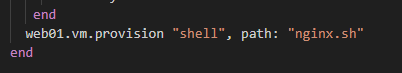 end
web01.vm.provision "shell", path: "nginx.sh"
end